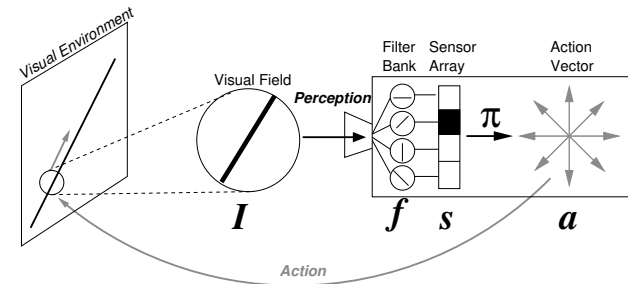 Visual Environment
Visual Field
Perception
Filter
Bank
Sensor
Array
Action
Vector
π
I
f
s
a
Action